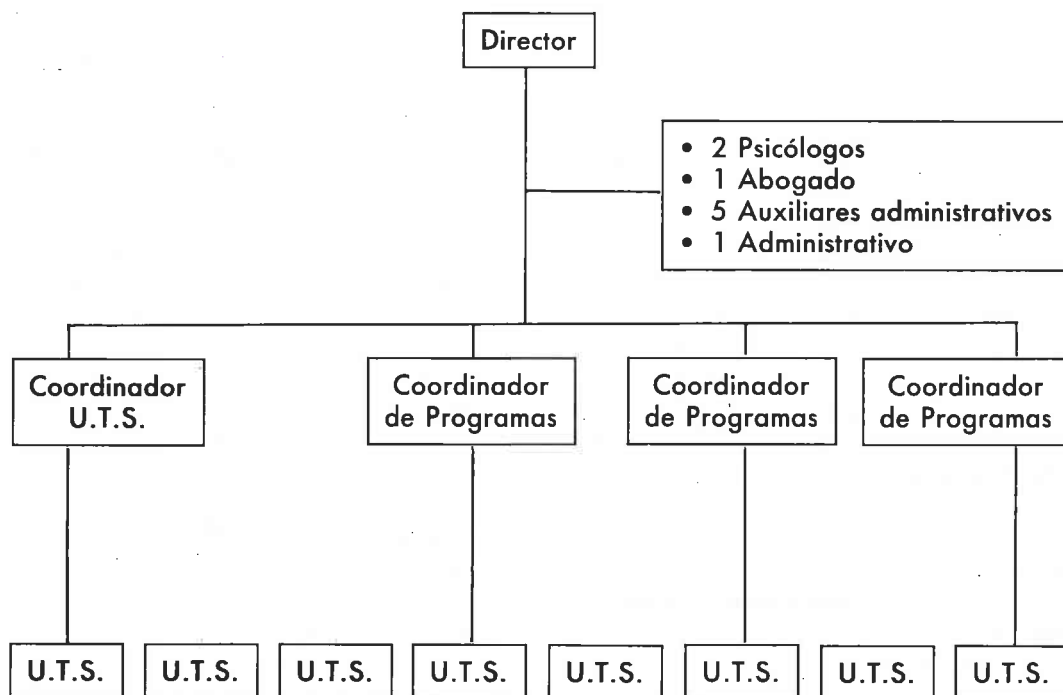 Director
• 2 Psicólogos
• 1 Abogado
• 5 Auxiliares administrativos
• 1 Administrativo
Coordinador
U.T.S.
Coordinador
de Programas
Coordinador
de Programas
Coordinador
de Programas
U.T.S.
U.T.S.
U.T.S.
U.T.S.
U.T.S.
U.T.S.
U.T.S.
U.T.S.